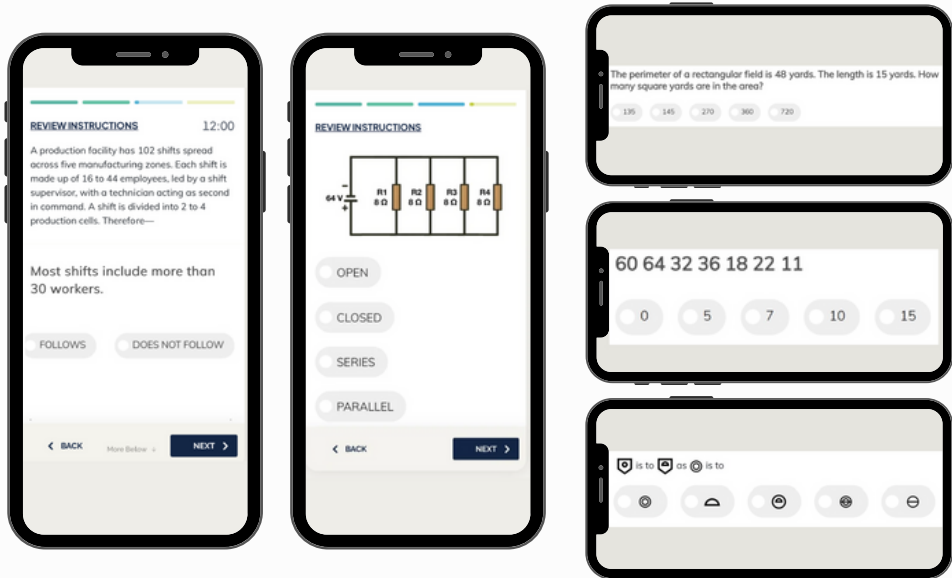 REVIEW INSTRUCTIONS 12:00
A production facility has 102 shifts spread
across five manufacturing zones. Each shift is
made up of 16 to 44 employees, led by a shift
supervisor, with a technician acting as second
in command. A shift is divided into 2 to 4
production cells. Therefore—
Most shifts include more than
30 workers.
FOLLOWS DOES NOT FOLLOW
BACK More Below NEXT
REVIEW INSTRUCTIONS
64 V
− +
R1 R2 R3 R4
8 Ω 8 Ω 8 Ω 8 Ω
OPEN
CLOSED
SERIES
PARALLEL
BACK NEXT
The perimeter of a rectangular field is 48 yards. The length is 15 yards. How
many square yards are in the area?
135 145 270 360 720
60 64 32 36 18 22 11
0 5 7 10 15
is to as is to